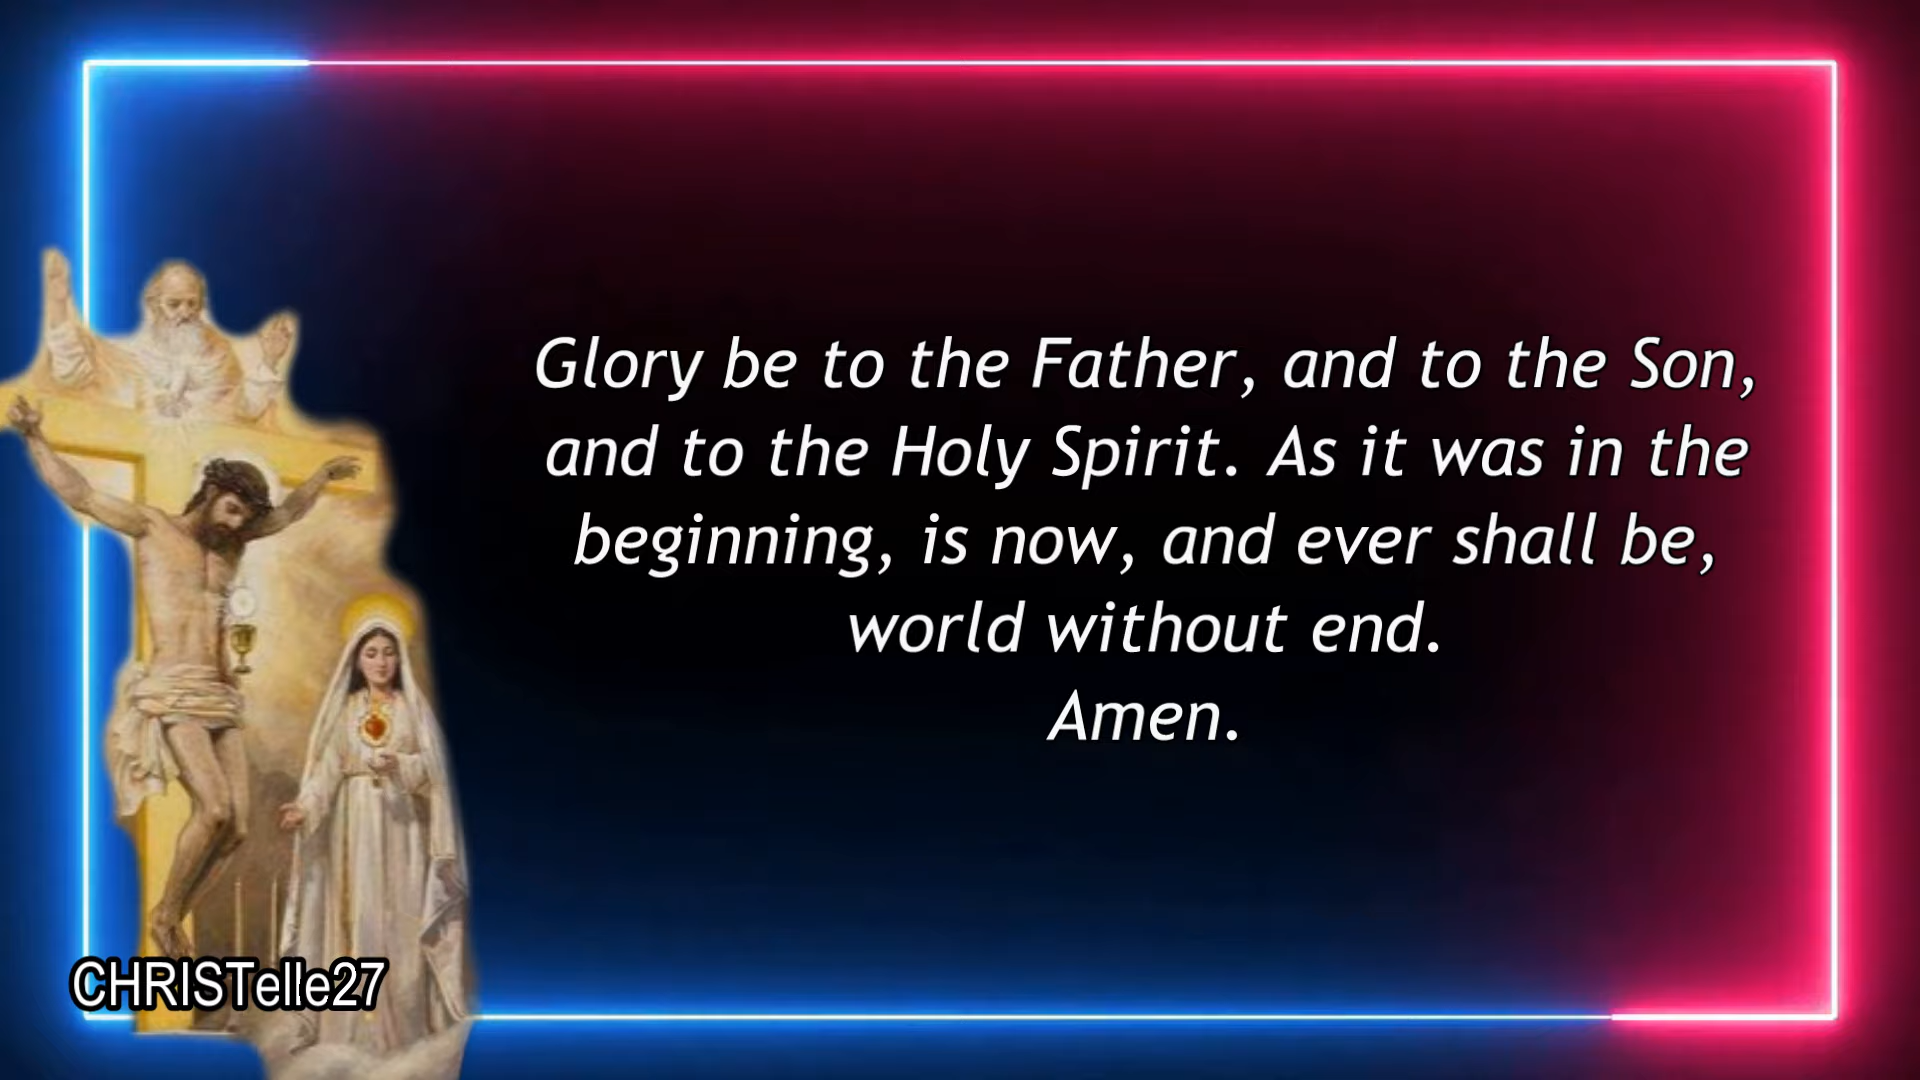 Glory be to the Father, and to the Son,
and to the Holy Spirit. As it was in the
beginning, is now, and ever shall be,
world without end.
Amen.
CHRISTelle27